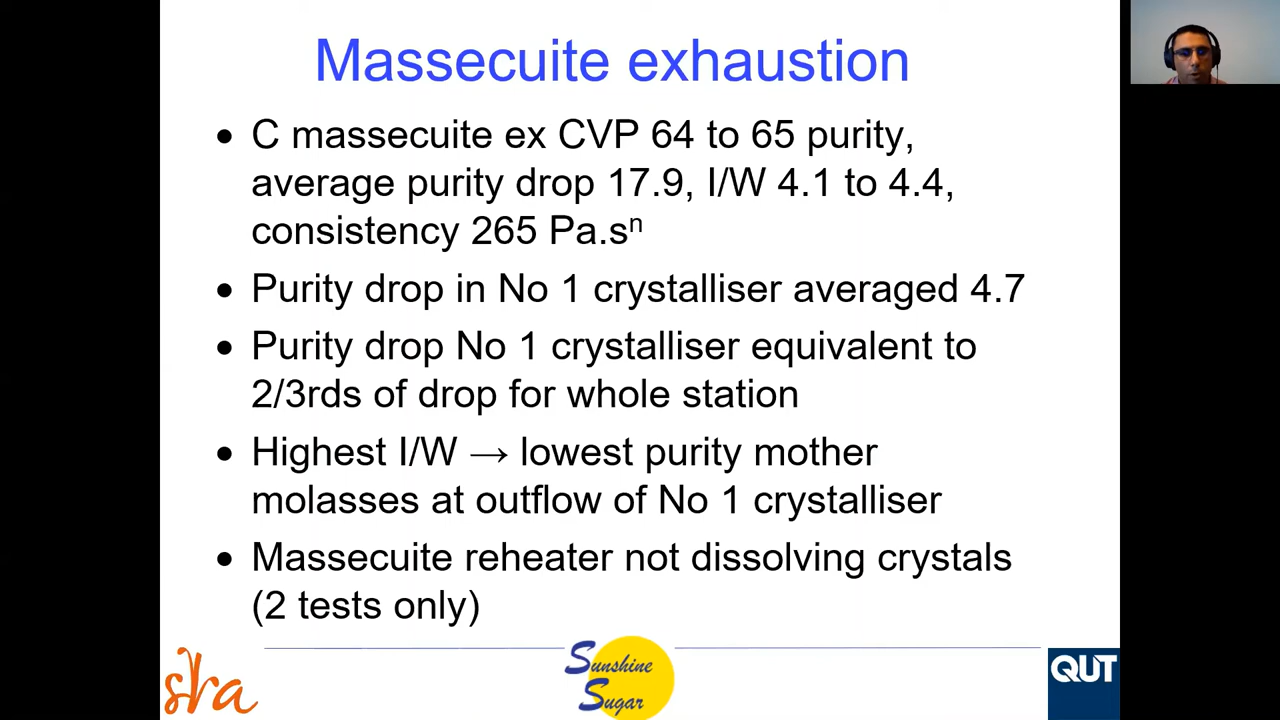 Massecuite exhaustion
• C massecuite ex CVP 64 to 65 purity,
average purity drop 17.9, I/W 4.1 to 4.4,
consistency 265 Pa.sⁿ
• Purity drop in No 1 crystalliser averaged 4.7
• Purity drop No 1 crystalliser equivalent to
2/3rds of drop for whole station
• Highest I/W → lowest purity mother
molasses at outflow of No 1 crystalliser
• Massecuite reheater not dissolving crystals
(2 tests only)
sra
Sunshine
Sugar
QUT